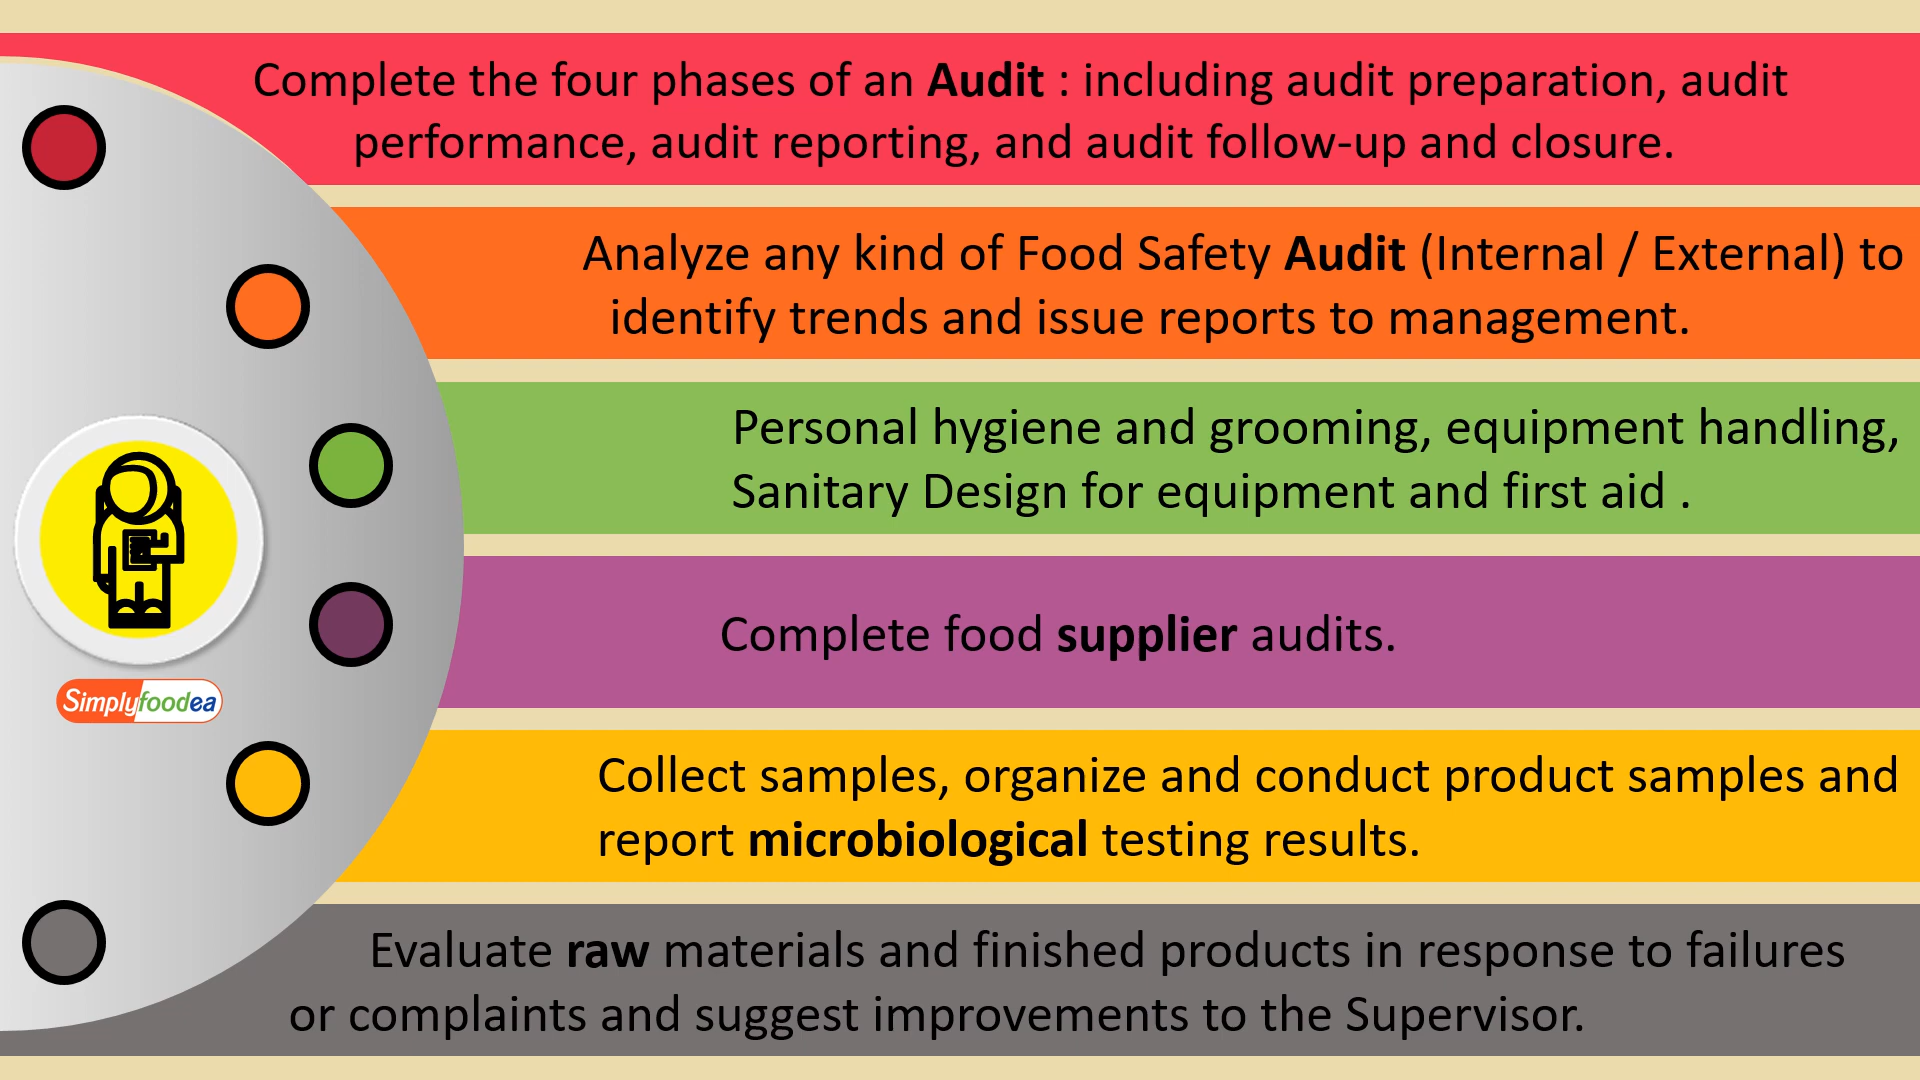 Complete the four phases of an Audit : including audit preparation, audit
performance, audit reporting, and audit follow-up and closure.
Analyze any kind of Food Safety Audit (Internal / External) to
identify trends and issue reports to management.
Personal hygiene and grooming, equipment handling,
Sanitary Design for equipment and first aid .
Complete food supplier audits.
Simplyfoodea
Collect samples, organize and conduct product samples and
report microbiological testing results.
Evaluate raw materials and finished products in response to failures
or complaints and suggest improvements to the Supervisor.